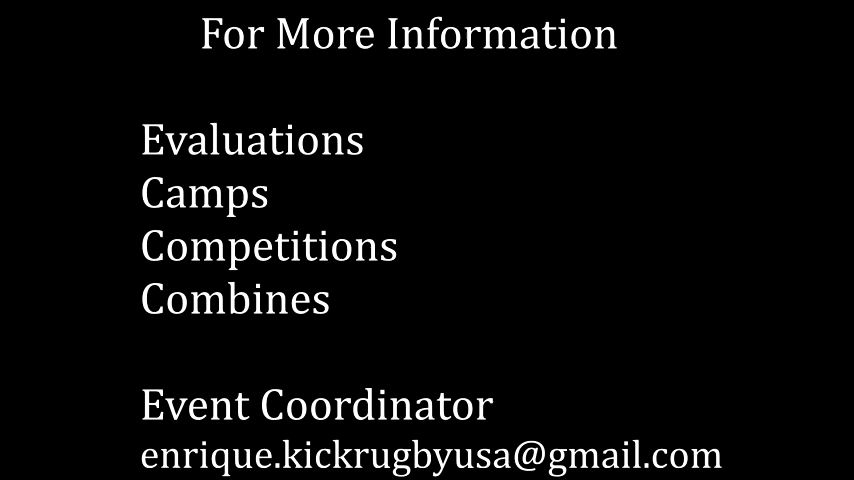 For More Information
Evaluations
Camps
Competitions
Combines
Event Coordinator
enrique.kickrugbyusa@gmail.com